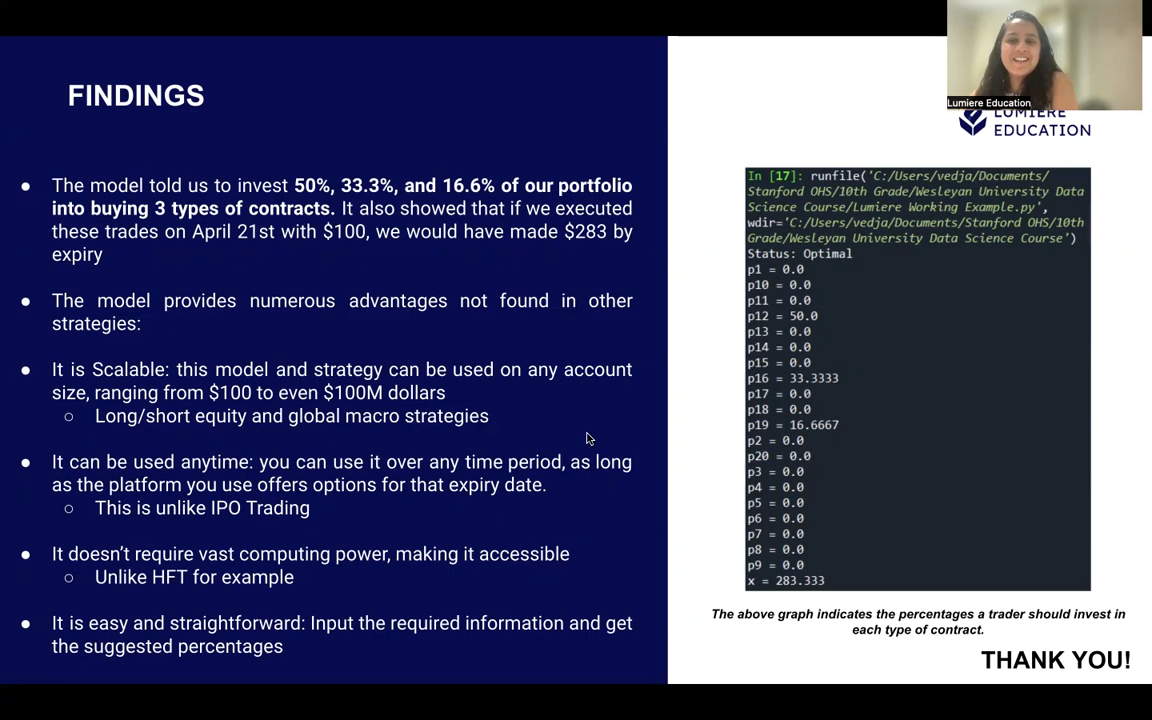 FINDINGS
● The model told us to invest 50%, 33.3%, and 16.6% of our portfolio
into buying 3 types of contracts. It also showed that if we executed
these trades on April 21st with $100, we would have made $283 by
expiry
● The model provides numerous advantages not found in other
strategies:
● It is Scalable: this model and strategy can be used on any account
size, ranging from $100 to even $100M dollars
○ Long/short equity and global macro strategies
● It can be used anytime: you can use it over any time period, as long
as the platform you use offers options for that expiry date.
○ This is unlike IPO Trading
● It doesn’t require vast computing power, making it accessible
○ Unlike HFT for example
● It is easy and straightforward: Input the required information and get
the suggested percentages
Lumiere Education
LUMIERE
EDUCATION
In [17]: runfile('C:/Users/vedja/Documents/
Stanford OHS/10th Grade/Wesleyan University Data
Science Course/Lumiere Working Example.py',
wdir='C:/Users/vedja/Documents/Stanford OHS/10th
Grade/Wesleyan University Data Science Course')
Status: Optimal
p1 = 0.0
p10 = 0.0
p11 = 0.0
p12 = 50.0
p13 = 0.0
p14 = 0.0
p15 = 0.0
p16 = 33.3333
p17 = 0.0
p18 = 0.0
p19 = 16.6667
p2 = 0.0
p20 = 0.0
p3 = 0.0
p4 = 0.0
p5 = 0.0
p6 = 0.0
p7 = 0.0
p8 = 0.0
p9 = 0.0
x = 283.333
The above graph indicates the percentages a trader should invest in
each type of contract.
THANK YOU!